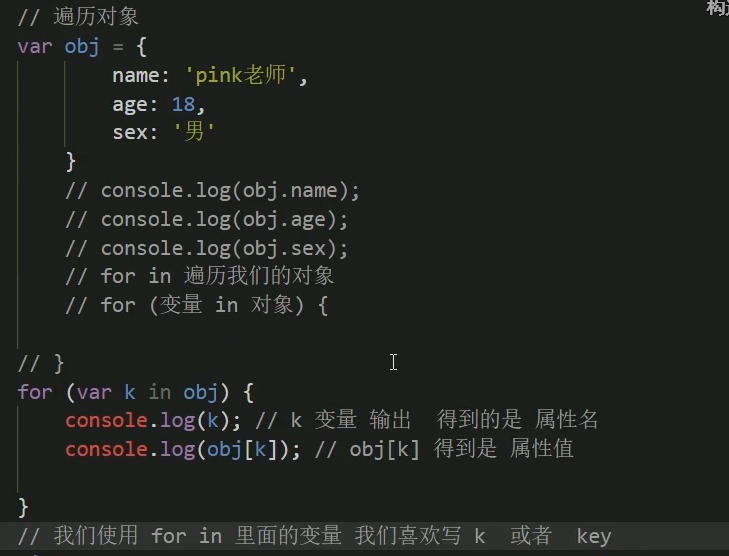 // 遍历对象
var obj = {
name: 'pink老师',
age: 18,
sex: '男'
}
// console.log(obj.name);
// console.log(obj.age);
// console.log(obj.sex);
// for in 遍历我们的对象
// for (变量 in 对象) {
// }
for (var k in obj) {
console.log(k); // k 变量 输出  得到的是 属性名
console.log(obj[k]); // obj[k] 得到是 属性值
}
// 我们使用 for in 里面的变量 我们喜欢写 k  或者  key